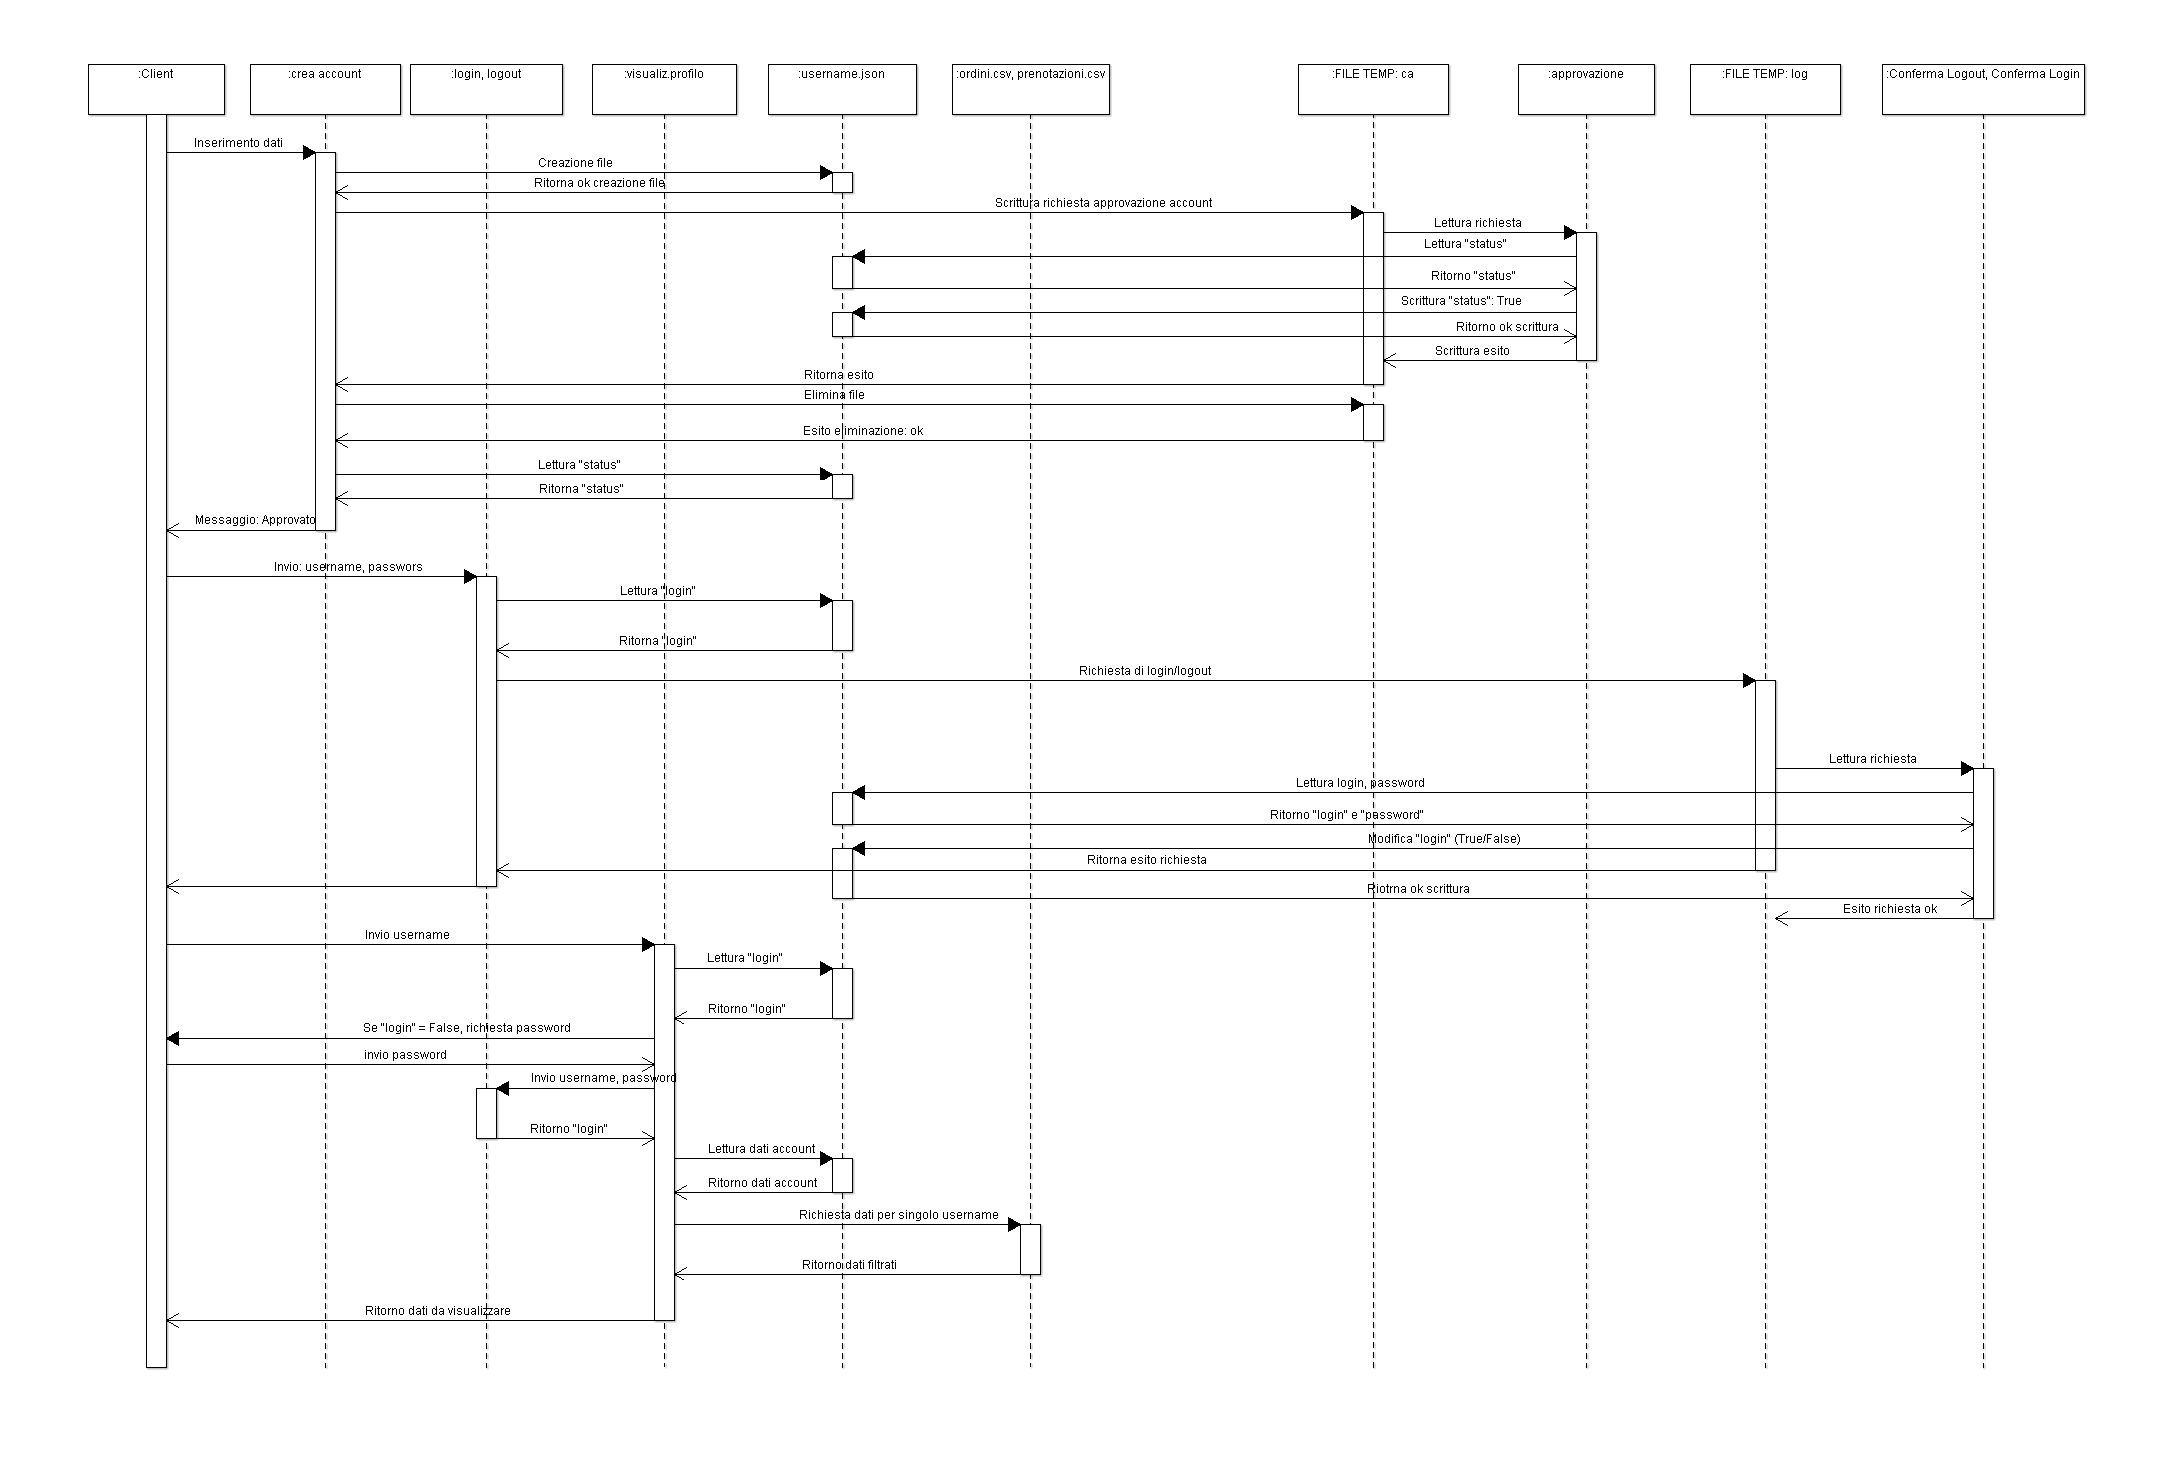 :Client
:crea account
:login, logout
:visualiz.profilo
:username.json
:ordini.csv, prenotazioni.csv
:FILE TEMP: ca
:approvazione
:FILE TEMP: log
:Conferma Logout, Conferma Login
Inserimento dati
Creazione file
Ritorna ok creazione file
Scrittura richiesta approvazione account
Lettura richiesta
Lettura "status"
Ritorno "status"
Scrittura "status": True
Ritorno ok scrittura
Scrittura esito
Ritorna esito
Elimina file
Esito eliminazione: ok
Lettura "status"
Ritorna "status"
Messaggio: Approvato
Invio: username, passwors
Lettura "login"
Ritorna "login"
Richiesta di login/logout
Lettura richiesta
Lettura login, password
Ritorno "login" e "password"
Modifica "login" (True/False)
Ritorna esito richiesta
Riotrna ok scrittura
Esito richiesta ok
Invio username
Lettura "login"
Ritorno "login"
Se "login" = False, richiesta password
invio password
Invio username, password
Ritorno "login"
Lettura dati account
Ritorno dati account
Richiesta dati per singolo username
Ritorno dati filtrati
Ritorno dati da visualizzare